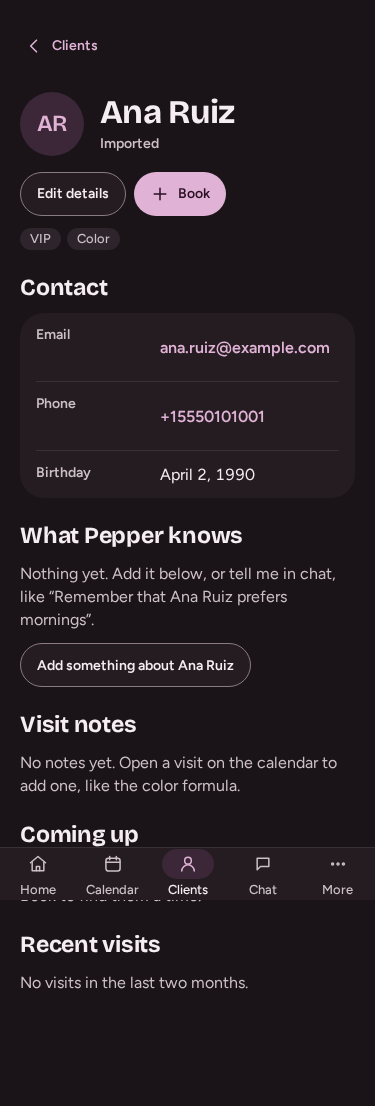 Clients
AR
Ana Ruiz
Imported
Edit details
Book
VIP
Color
Contact
Email
ana.ruiz@example.com
Phone
+15550101001
Birthday
April 2, 1990
What Pepper knows
Nothing yet. Add it below, or tell me in chat,
like “Remember that Ana Ruiz prefers
mornings”.
Add something about Ana Ruiz
Visit notes
No notes yet. Open a visit on the calendar to
add one, like the color formula.
Coming up
Home
Calendar
Clients
Chat
More
Recent visits
No visits in the last two months.